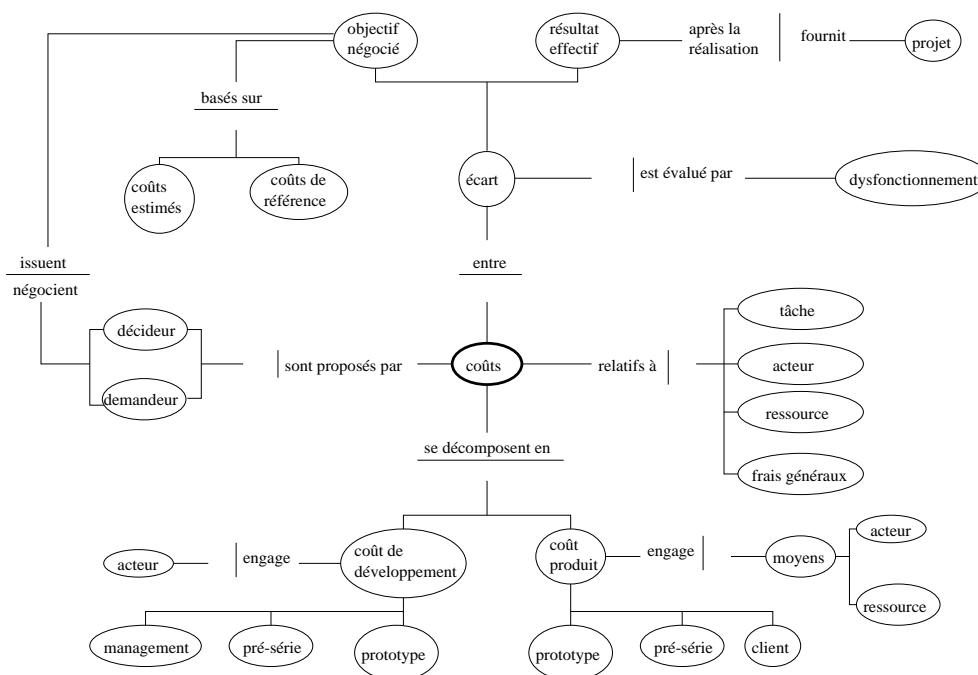 objectif
négocié
résultat
effectif
après la
réalisation
fournit
projet
basés sur
coûts
estimés
coûts de
référence
écart
est évalué par
dysfonctionnement
issuent
négocient
entre
décideur
demandeur
sont proposés par
coûts
relatifs à
tâche
acteur
ressource
frais généraux
se décomposent en
acteur
engage
coût de
développement
coût
produit
engage
moyens
acteur
ressource
management
pré-série
prototype
prototype
pré-série
client